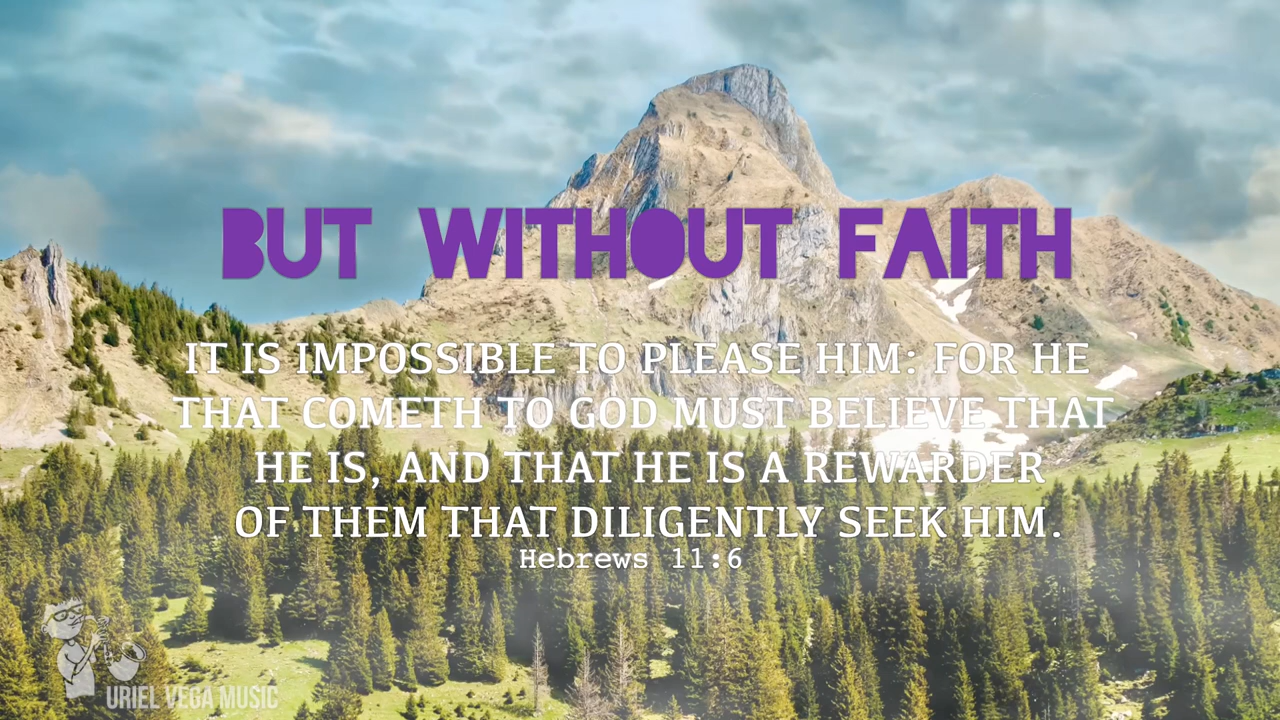 BUT WITHOUT FAITH
IT IS IMPOSSIBLE TO PLEASE HIM: FOR HE
THAT COMETH TO GOD MUST BELIEVE THAT
HE IS, AND THAT HE IS A REWARDER
OF THEM THAT DILIGENTLY SEEK HIM.
Hebrews 11:6
URIEL VEGA MUSIC